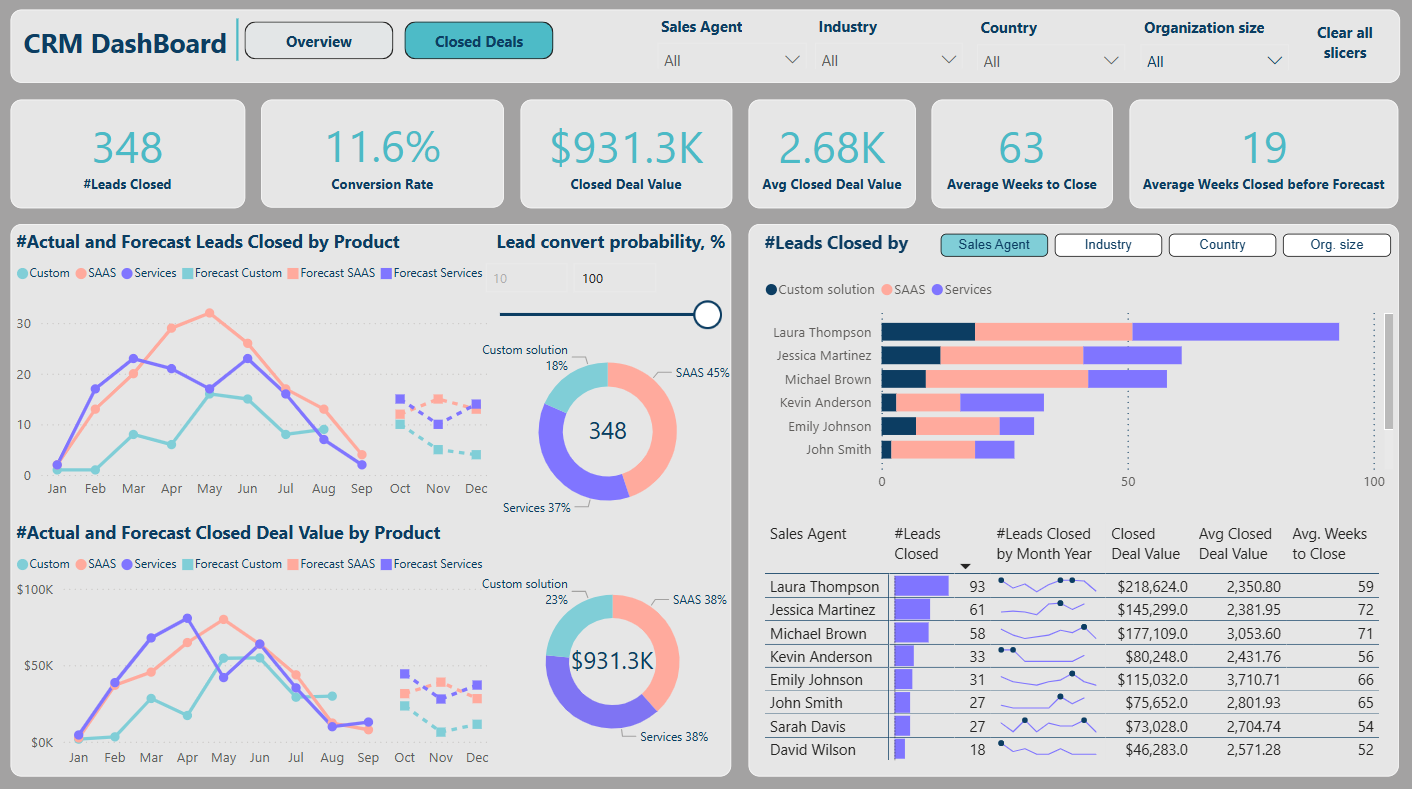 CRM DashBoard
Overview
Closed Deals
Sales Agent
All
Industry
All
Country
All
Organization size
All
Clear all
slicers
348
#Leads Closed
11.6%
Conversion Rate
$931.3K
Closed Deal Value
2.68K
Avg Closed Deal Value
63
Average Weeks to Close
19
Average Weeks Closed before Forecast
#Actual and Forecast Leads Closed by Product
Custom SAAS Services Forecast Custom Forecast SAAS Forecast Services
30
20
10
0
Jan Feb Mar Apr May Jun Jul Aug Sep Oct Nov Dec
Lead convert probability, %
10
100
Custom solution
18%
SAAS 45%
348
Services 37%
#Actual and Forecast Closed Deal Value by Product
Custom SAAS Services Forecast Custom Forecast SAAS Forecast Services
$100K
$50K
$0K
Jan Feb Mar Apr May Jun Jul Aug Sep Oct Nov Dec
Custom solution
23%
SAAS 38%
$931.3K
Services 38%
#Leads Closed by
Sales Agent
Industry
Country
Org. size
Custom solution SAAS Services
Laura Thompson
Jessica Martinez
Michael Brown
Kevin Anderson
Emily Johnson
John Smith
0 50 100
Sales Agent #Leads #Leads Closed Closed Avg Closed Avg. Weeks
Closed by Month Year Deal Value Deal Value to Close
Laura Thompson 93 $218,624.0 2,350.80 59
Jessica Martinez 61 $145,299.0 2,381.95 72
Michael Brown 58 $177,109.0 3,053.60 71
Kevin Anderson 33 $80,248.0 2,431.76 56
Emily Johnson 31 $115,032.0 3,710.71 66
John Smith 27 $75,652.0 2,801.93 65
Sarah Davis 27 $73,028.0 2,704.74 54
David Wilson 18 $46,283.0 2,571.28 52